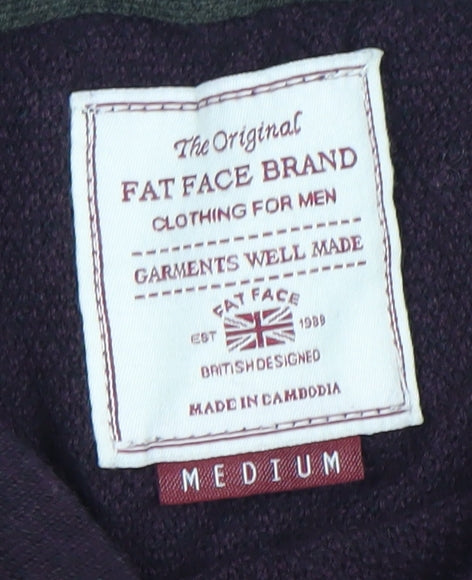 The Original
FAT FACE BRAND
CLOTHING FOR MEN
GARMENTS WELL MADE
FAT FACE
EST 1988
BRITISH DESIGNED
MADE IN CAMBODIA
MEDIUM